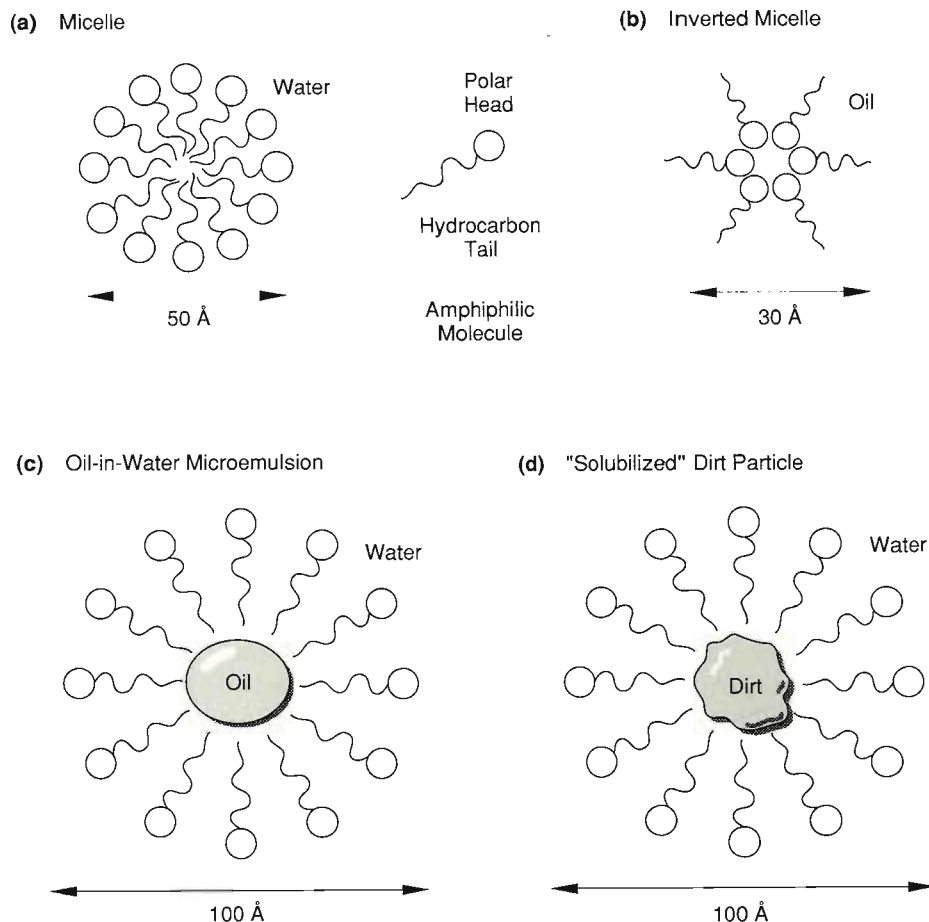 (a) Micelle
(b) Inverted Micelle
Water
Polar
Head
Oil
Hydrocarbon
Tail
50 Å
Amphiphilic
Molecule
30 Å
(c) Oil-in-Water Microemulsion
(d) "Solubilized" Dirt Particle
Water
Water
Oil
Dirt
100 Å
100 Å